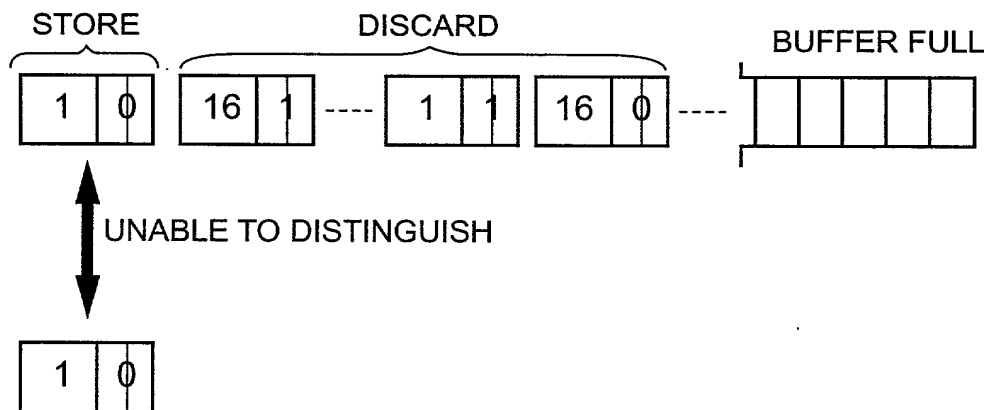 STORE DISCARD BUFFER FULL
1 0 16 1 ---- 1 1 16 0 ----
UNABLE TO DISTINGUISH
1 0